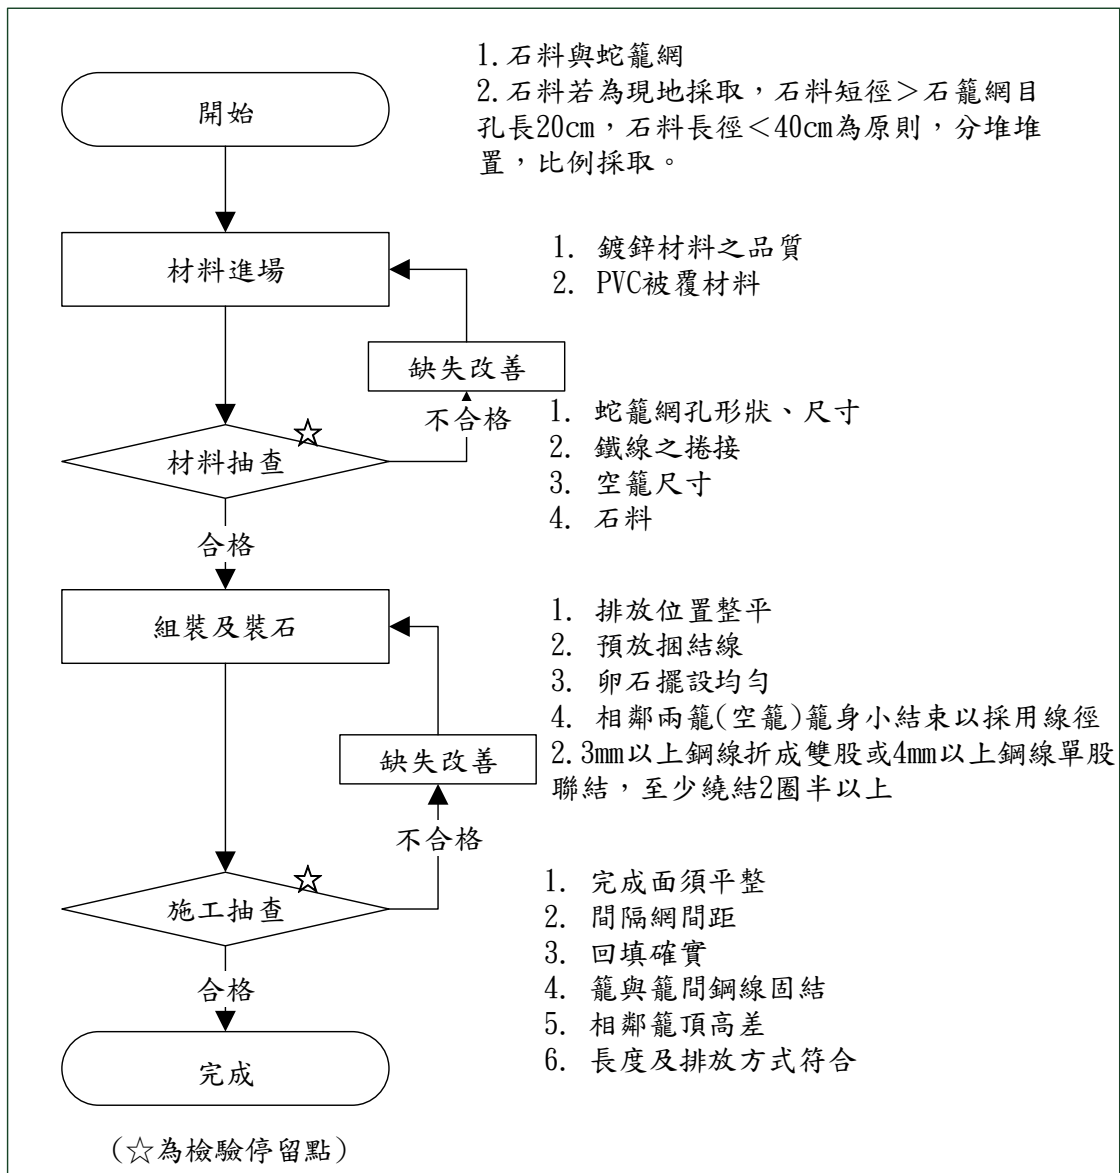 開始
1.石料與蛇籠網
2.石料若為現地採取，石料短徑＞石籠網目
孔長20cm，石料長徑＜40cm為原則，分堆堆
置，比例採取。
材料進場
1. 鍍鋅材料之品質
2. PVC被覆材料
缺失改善
不合格
材料抽查
☆
1. 蛇籠網孔形狀、尺寸
2. 鐵線之捲接
3. 空籠尺寸
4. 石料
合格
組裝及裝石
1. 排放位置整平
2. 預放捆結線
3. 卵石擺設均勻
4. 相鄰兩籠(空籠)籠身小結束以採用線徑
2.3mm以上鋼線折成雙股或4mm以上鋼線單股
聯結，至少繞結2圈半以上
缺失改善
不合格
施工抽查
☆
1. 完成面須平整
2. 間隔網間距
3. 回填確實
4. 籠與籠間鋼線固結
5. 相鄰籠頂高差
6. 長度及排放方式符合
合格
完成
(☆為檢驗停留點)